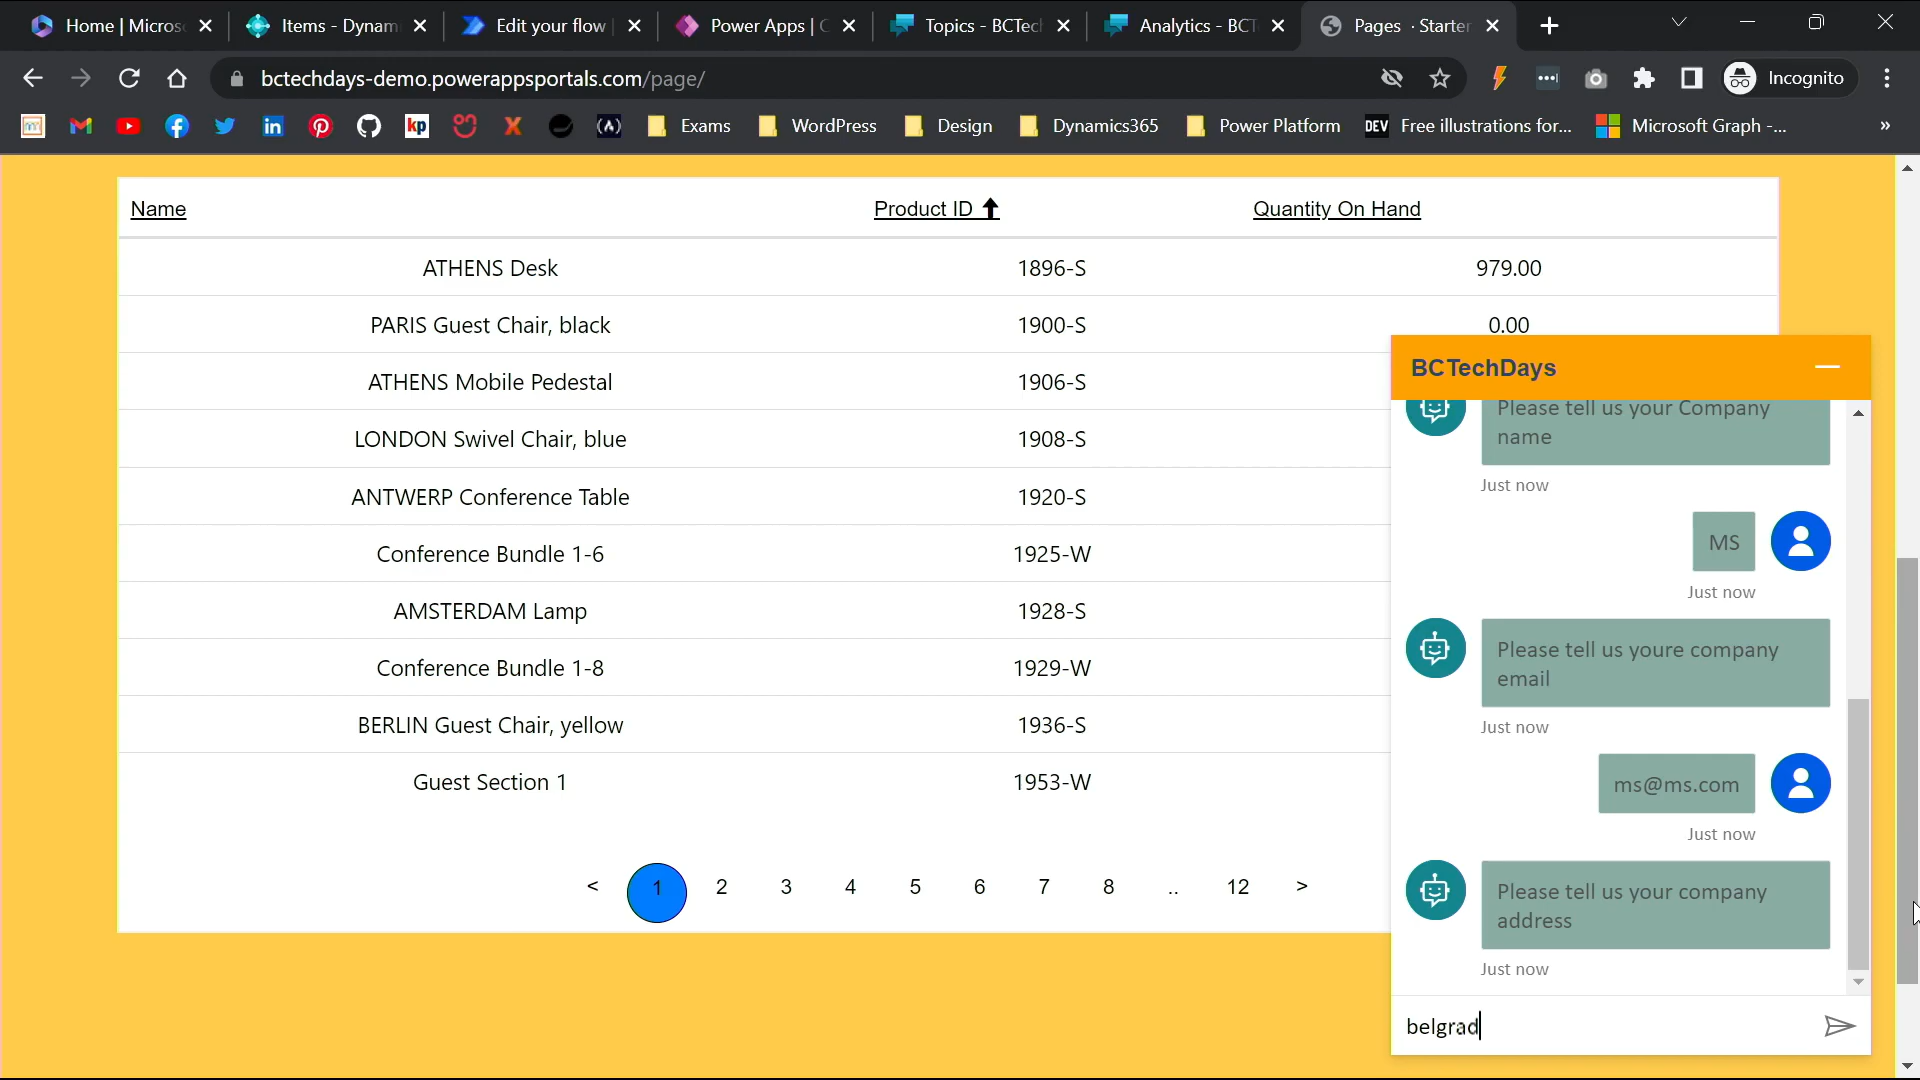 Home | Micros
Items - Dynam
Edit your flow
Power Apps | C
Topics - BCTech
Analytics - BCT
Pages · Starter
bctechdays-demo.powerappsportals.com/page/
Incognito
M
kp
X
Exams
WordPress
Design
Dynamics365
Power Platform
DEV
Free illustrations for...
Microsoft Graph -...
»
Name
Product ID
Quantity On Hand
ATHENS Desk 1896-S 979.00
PARIS Guest Chair, black 1900-S 0.00
ATHENS Mobile Pedestal 1906-S
LONDON Swivel Chair, blue 1908-S
ANTWERP Conference Table 1920-S
Conference Bundle 1-6 1925-W
AMSTERDAM Lamp 1928-S
Conference Bundle 1-8 1929-W
BERLIN Guest Chair, yellow 1936-S
Guest Section 1 1953-W
< 1 2 3 4 5 6 7 8 .. 12 >
BCTechDays
Please tell us your Company
name
Just now
MS
Just now
Please tell us youre company
email
Just now
ms@ms.com
Just now
Please tell us your company
address
Just now
belgrad